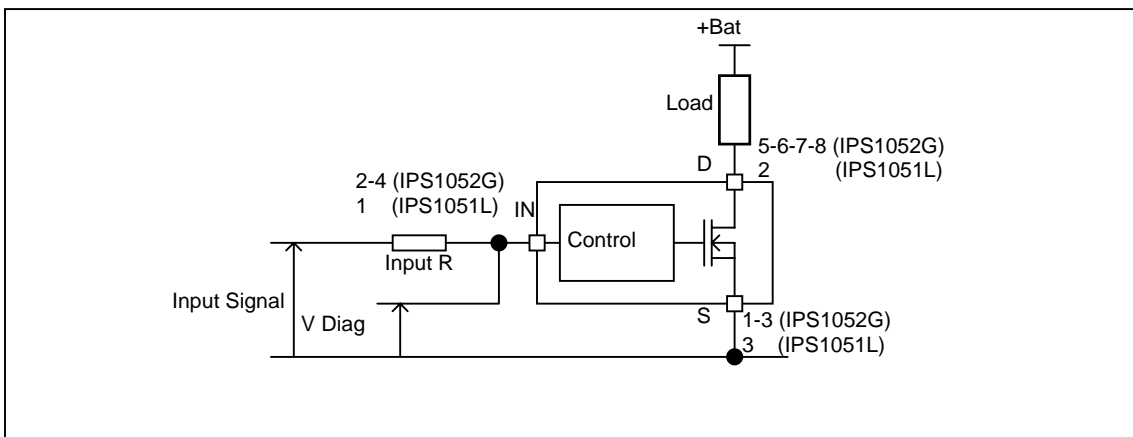 +Bat
Load
5-6-7-8 (IPS1052G)
D
2 (IPS1051L)
2-4 (IPS1052G)
1 (IPS1051L)
IN
Control
Input R
Input Signal
V Diag
S
1-3 (IPS1052G)
3 (IPS1051L)